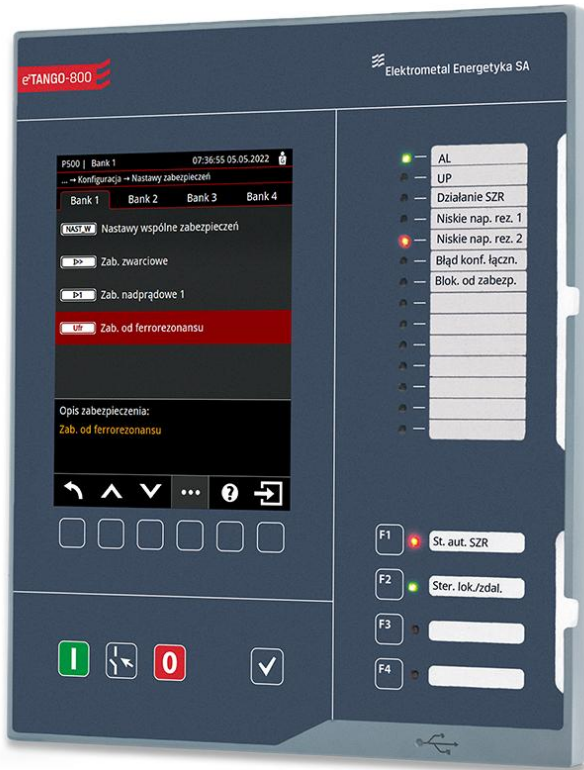 e²TANGO-800
Elektrometal Energetyka SA
P500 | Bank 1 07:36:55 05.05.2022
... → Konfiguracja → Nastawy zabezpieczeń
Bank 1 Bank 2 Bank 3 Bank 4
NAST_W Nastawy wspólne zabezpieczeń
I>> Zab. zwarciowe
I>1 Zab. nadprądowe 1
Ufr Zab. od ferrorezonansu
Opis zabezpieczenia:
Zab. od ferrorezonansu
AL
UP
Działanie SZR
Niskie nap. rez. 1
Niskie nap. rez. 2
Błąd konf. łączn.
Blok. od zabezp.
F1 St. aut. SZR
F2 Ster. lok./zdal.
F3
F4
I 0